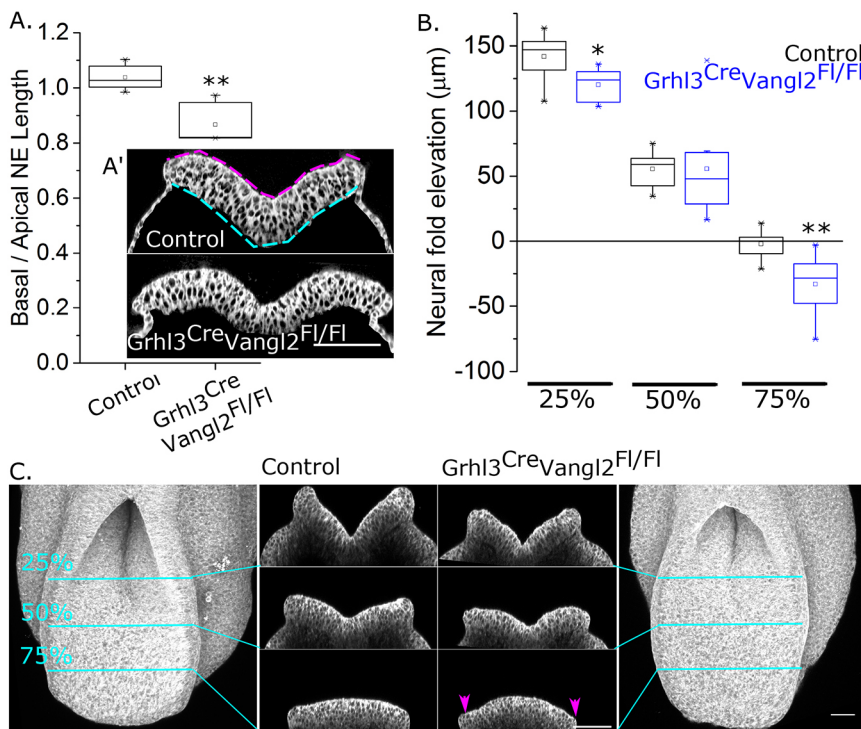 A.
1.2
1.0
0.8
0.6
0.4
0.2
0.0
Basal / Apical NE Length
**
A'
Control
Grhl3CreVangl2Fl/Fl
Control
Grhl3Cre
Vangl2Fl/Fl
B.
150
100
50
0
-50
-100
Neural fold elevation (μm)
Control
Grhl3CreVangl2Fl/Fl
*
**
25%
50%
75%
C.
Control
Grhl3CreVangl2Fl/Fl
25%
50%
75%